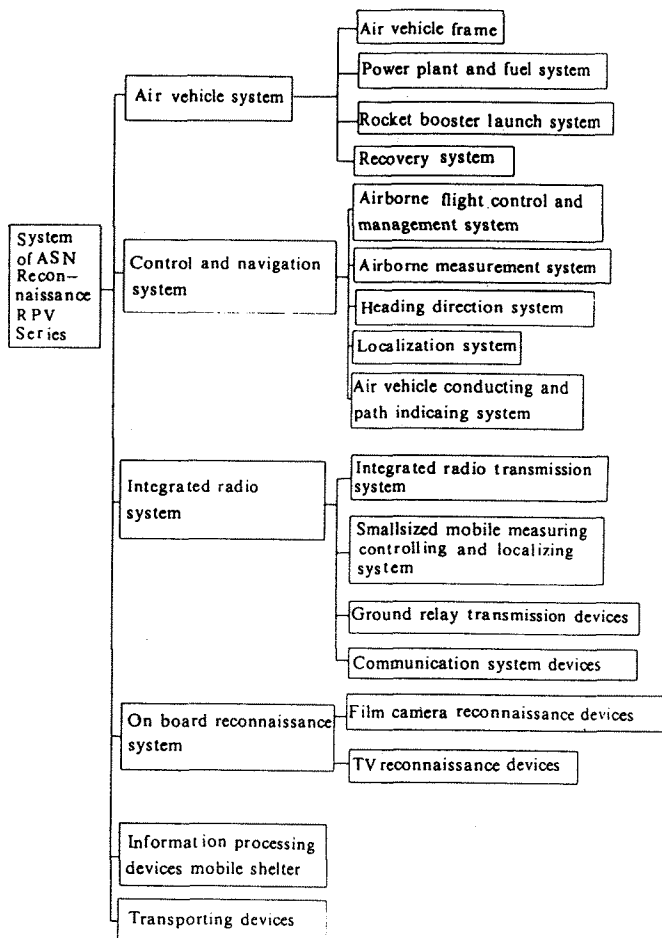 System
of ASN
Recon-
naissance
RPV
Series
Air vehicle system
Air vehicle frame
Power plant and fuel system
Rocket booster launch system
Recovery system
Control and navigation
system
Airborne flight control and
management system
Airborne measurement system
Heading direction system
Localization system
Air vehicle conducting and
path indicaing system
Integrated radio
system
Integrated radio transmission
system
Smallsized mobile measuring
controlling and localizing
system
Ground relay transmission devices
Communication system devices
On board reconnaissance
system
Film camera reconnaissance devices
TV reconnaissance devices
Information processing
devices mobile shelter
Transporting devices